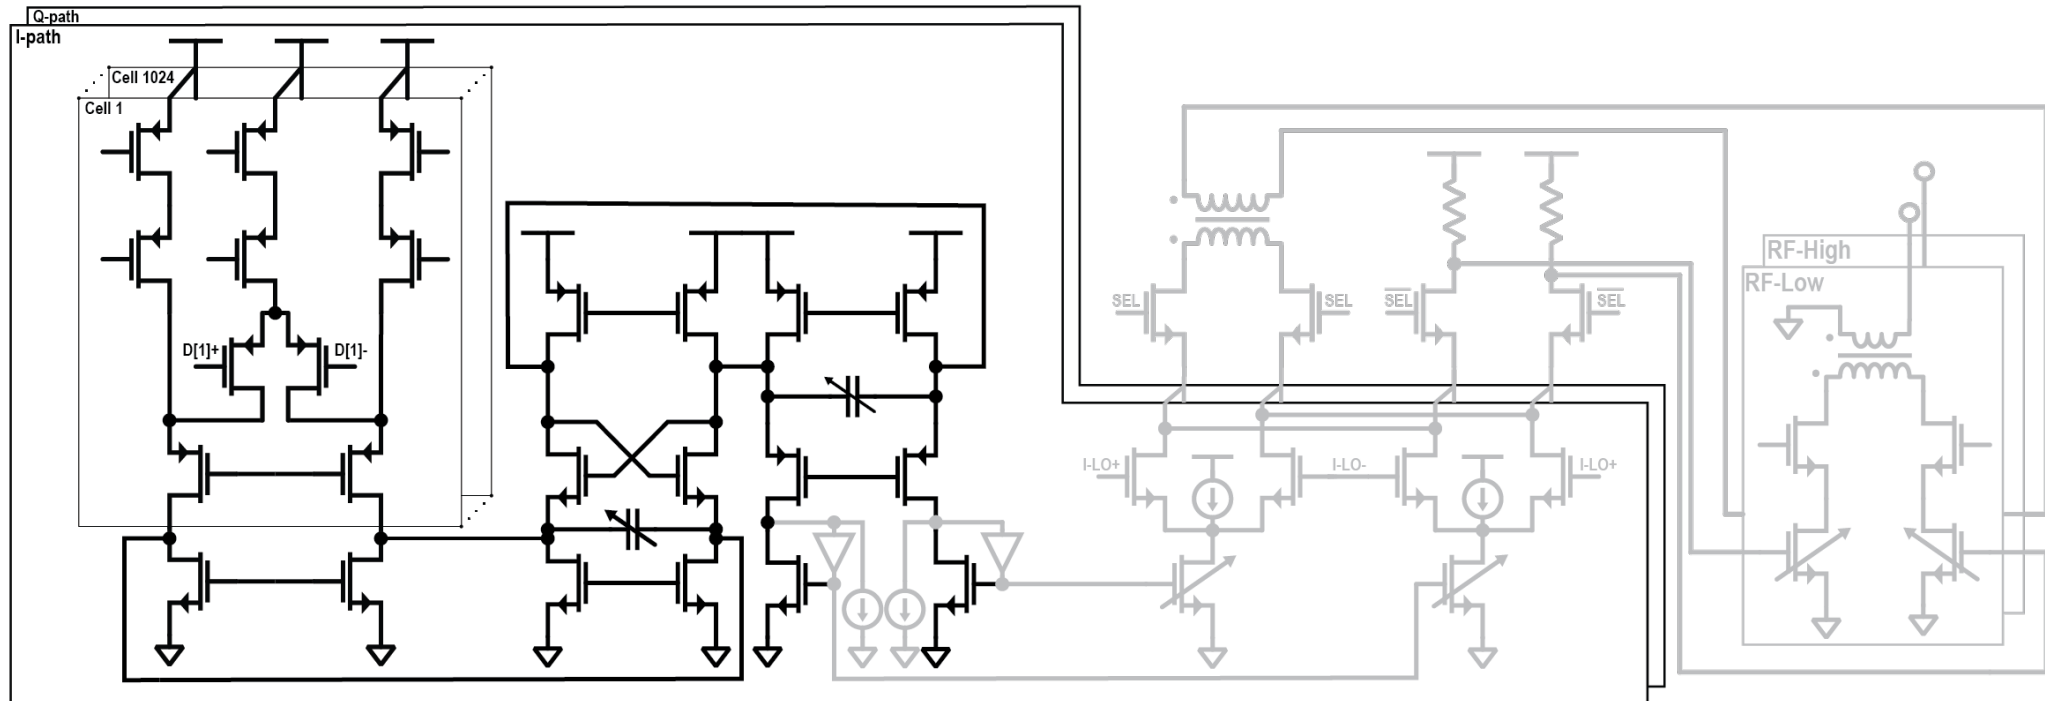 Q-path
I-path
Cell 1024
Cell 1
D[1]+
D[1]-
SEL
SEL
SEL
SEL
I-LO+
I-LO-
I-LO+
RF-High
RF-Low